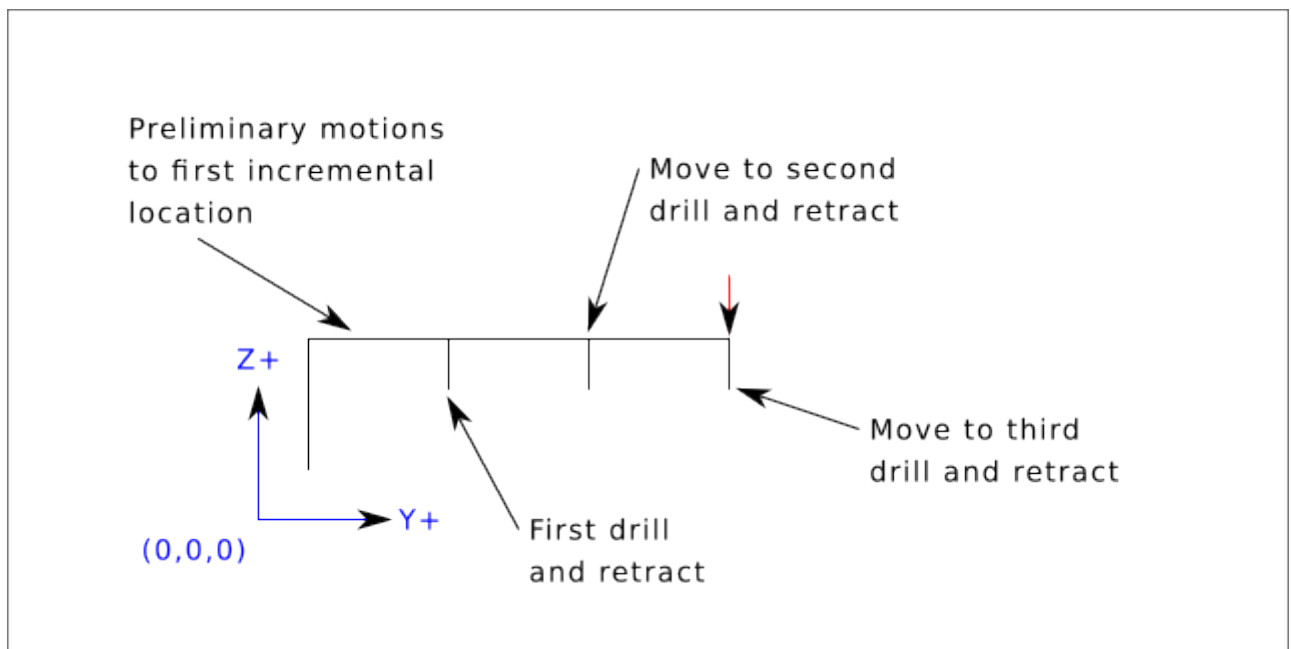 Preliminary motions
to first incremental
location
Move to second
drill and retract
Z+
Y+
(0,0,0)
Move to third
drill and retract
First drill
and retract